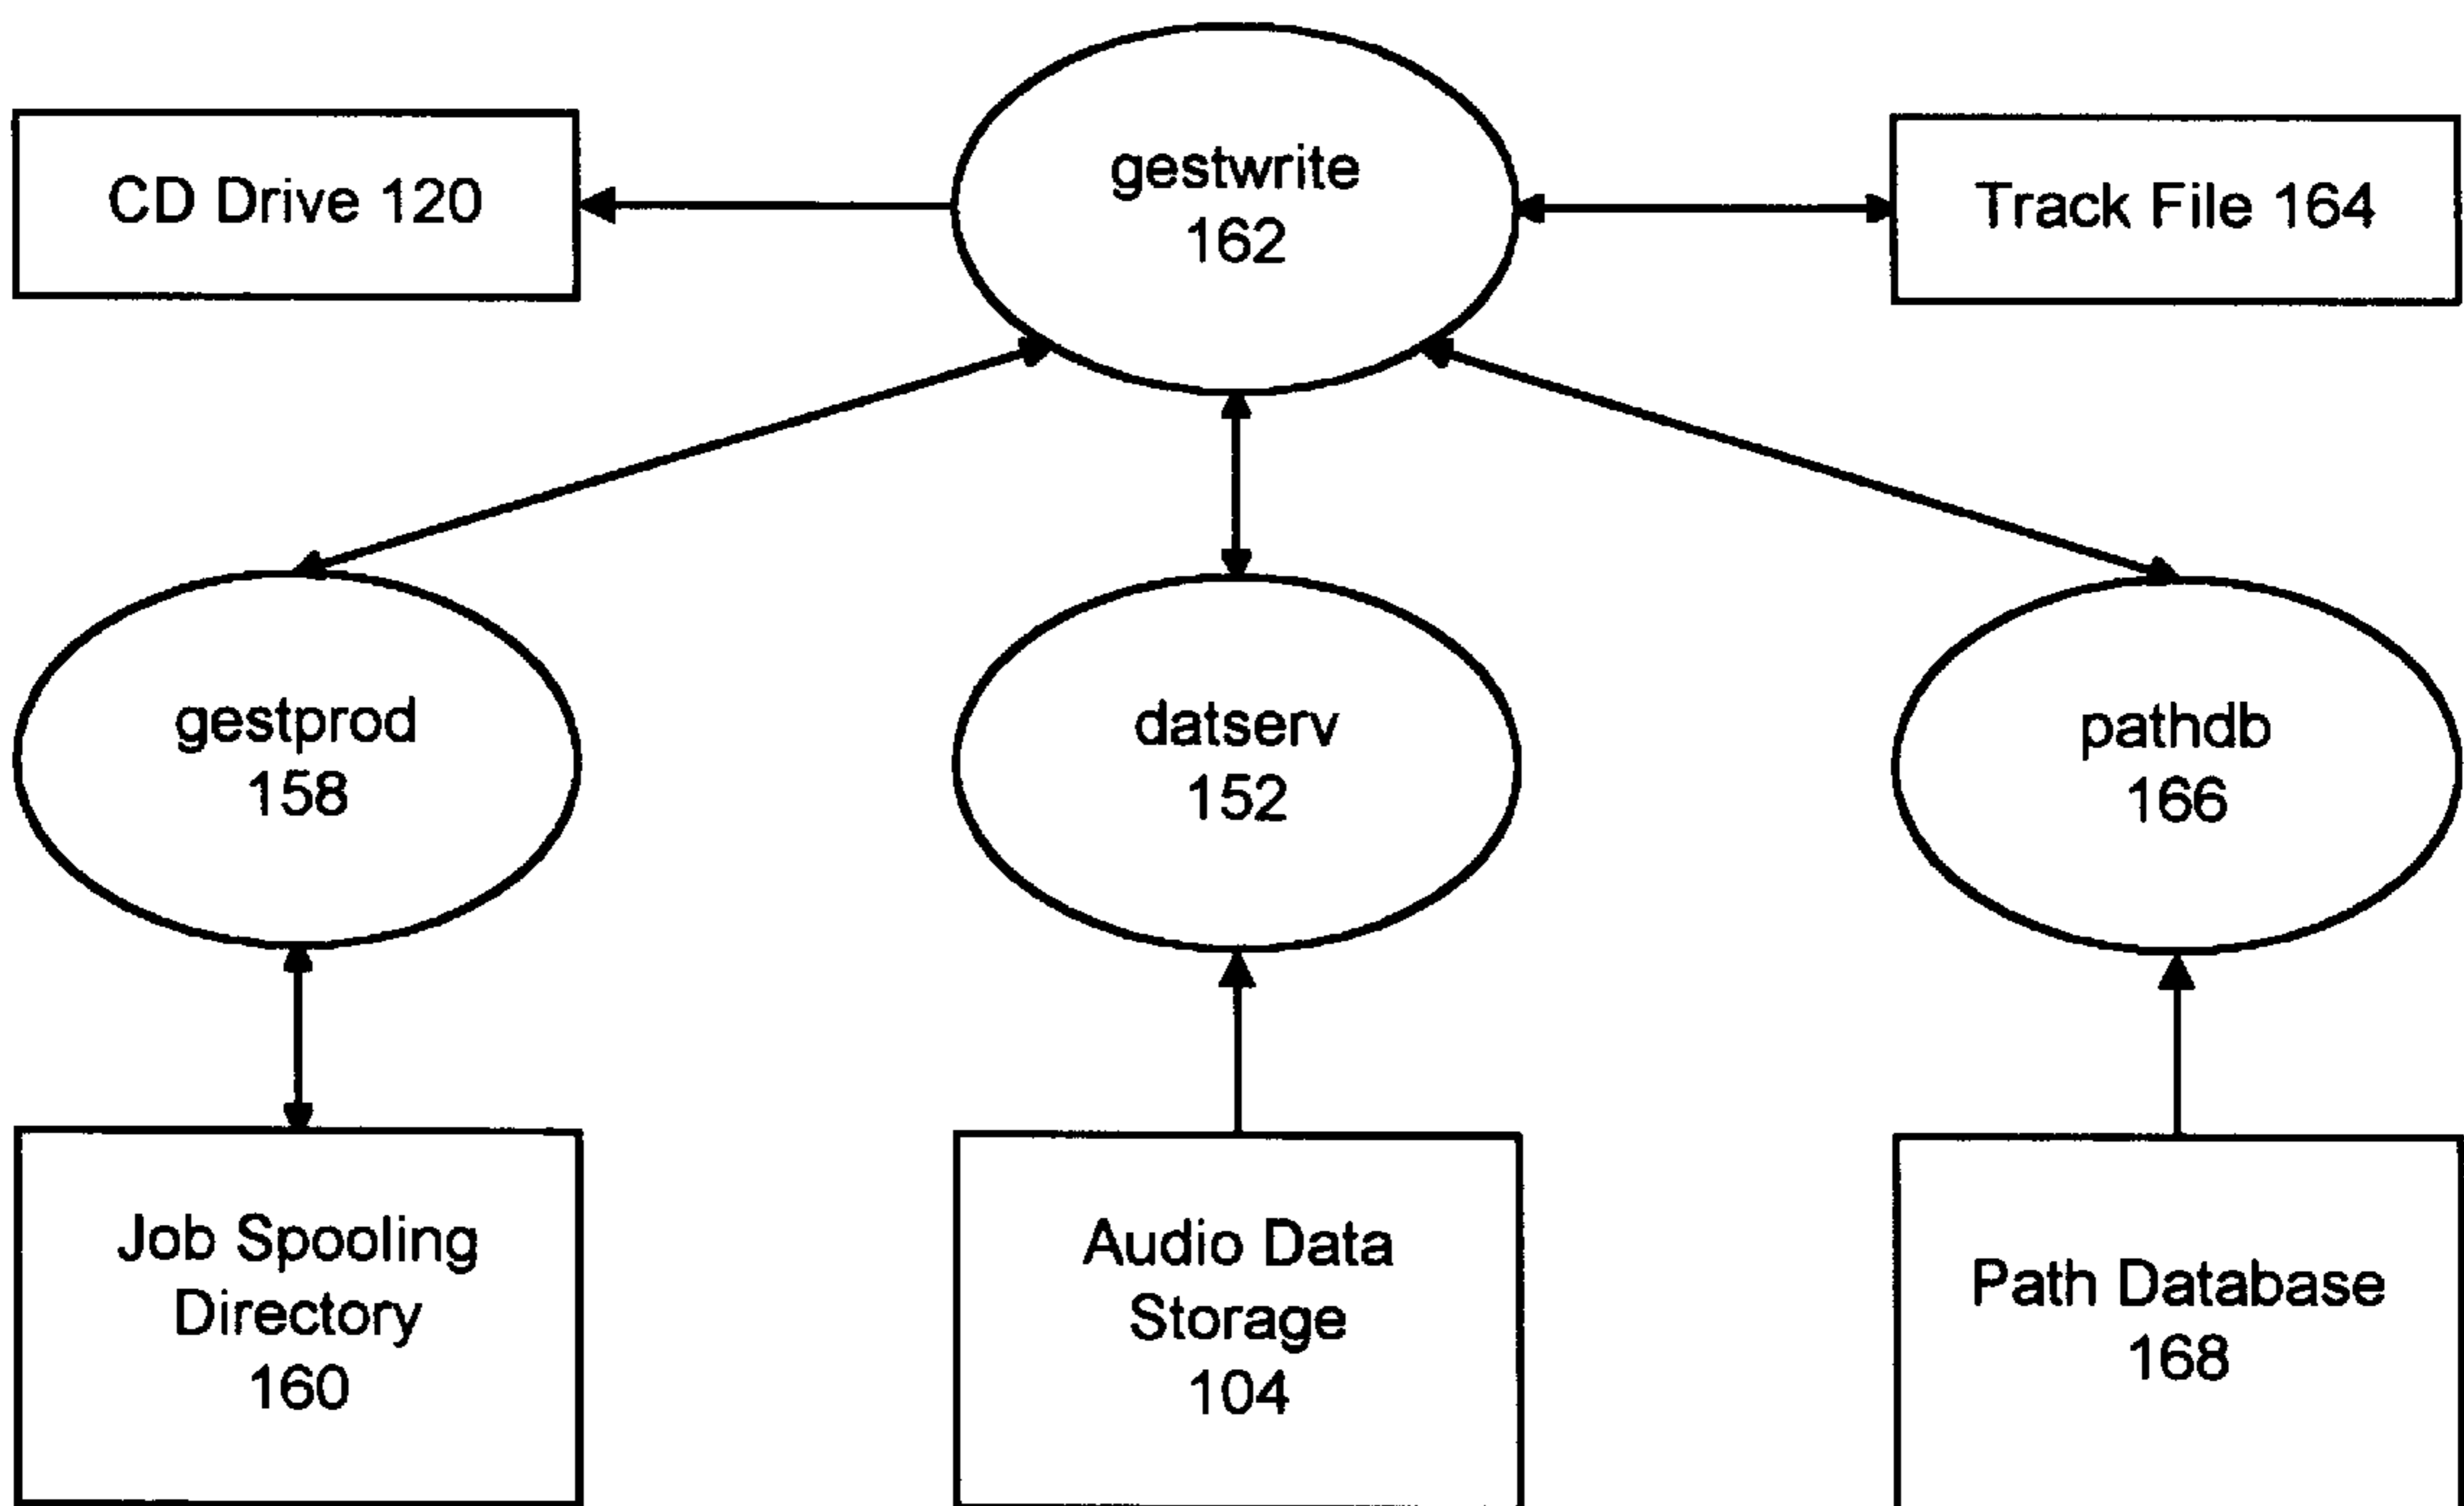 CD Drive 120
gestwrite
162
Track File 164
gestprod
158
datserv
152
pathdb
166
Job Spooling
Directory
160
Audio Data
Storage
104
Path Database
168